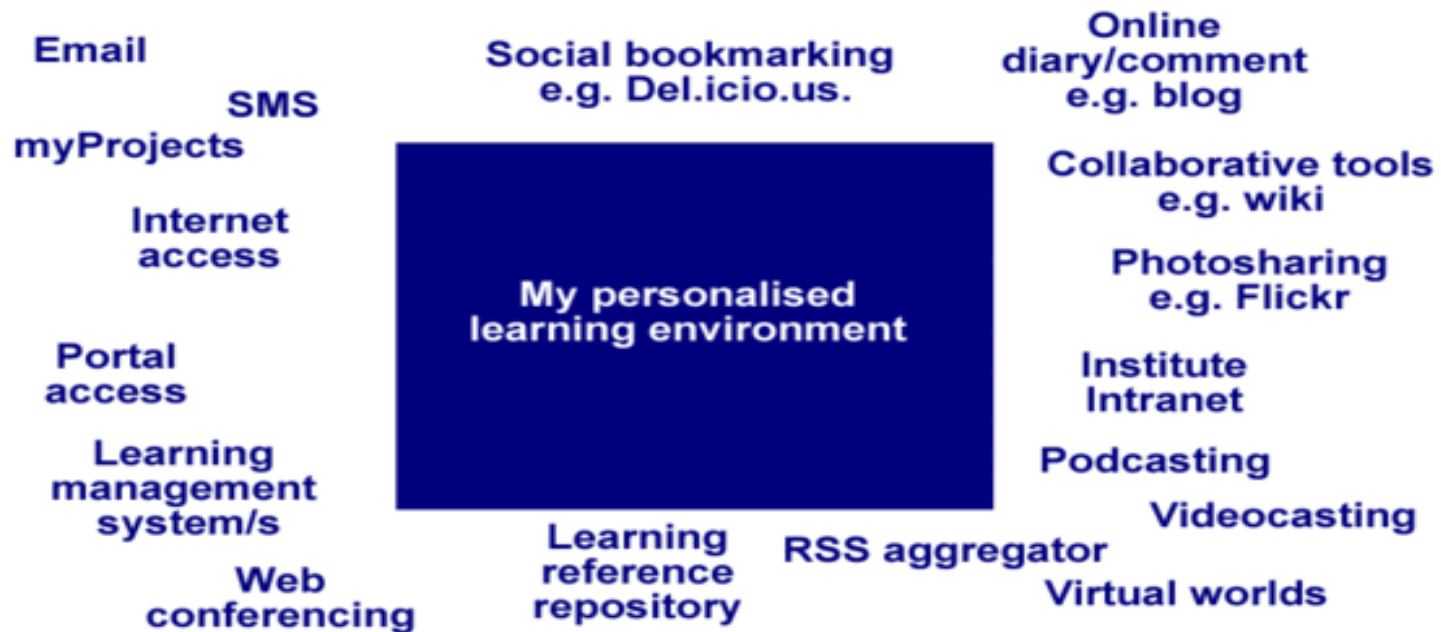 Email
SMS
myProjects
Internet
access
Portal
access
Learning
management
system/s
Web
conferencing
Social bookmarking
e.g. Del.icio.us.
My personalised
learning environment
Learning
reference
repository
RSS aggregator
Online
diary/comment
e.g. blog
Collaborative tools
e.g. wiki
Photosharing
e.g. Flickr
Institute
Intranet
Podcasting
Videocasting
Virtual worlds